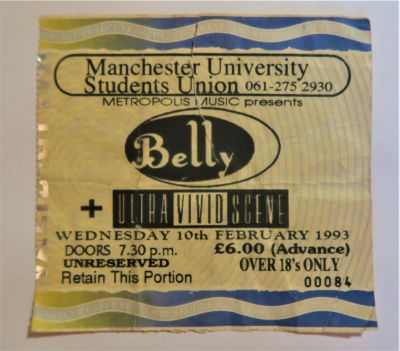 Manchester University
Students Union 061-275 2930
METROPOLIS MUSIC presents
Belly
+ ULTRA VIVID SCENE
WEDNESDAY 10th FEBRUARY 1993
DOORS 7.30 p.m. £6.00 (Advance)
UNRESERVED OVER 18's ONLY
Retain This Portion 00084